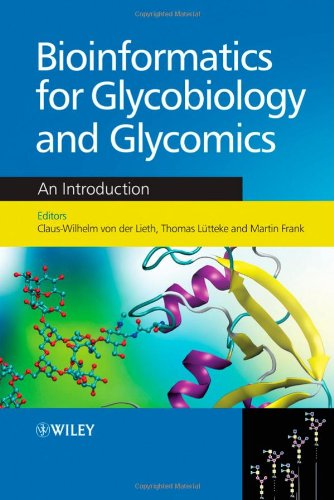 Bioinformatics
for Glycobiology
and Glycomics
An Introduction
Editors
Claus-Wilhelm von der Lieth, Thomas Lütteke and Martin Frank
WILEY